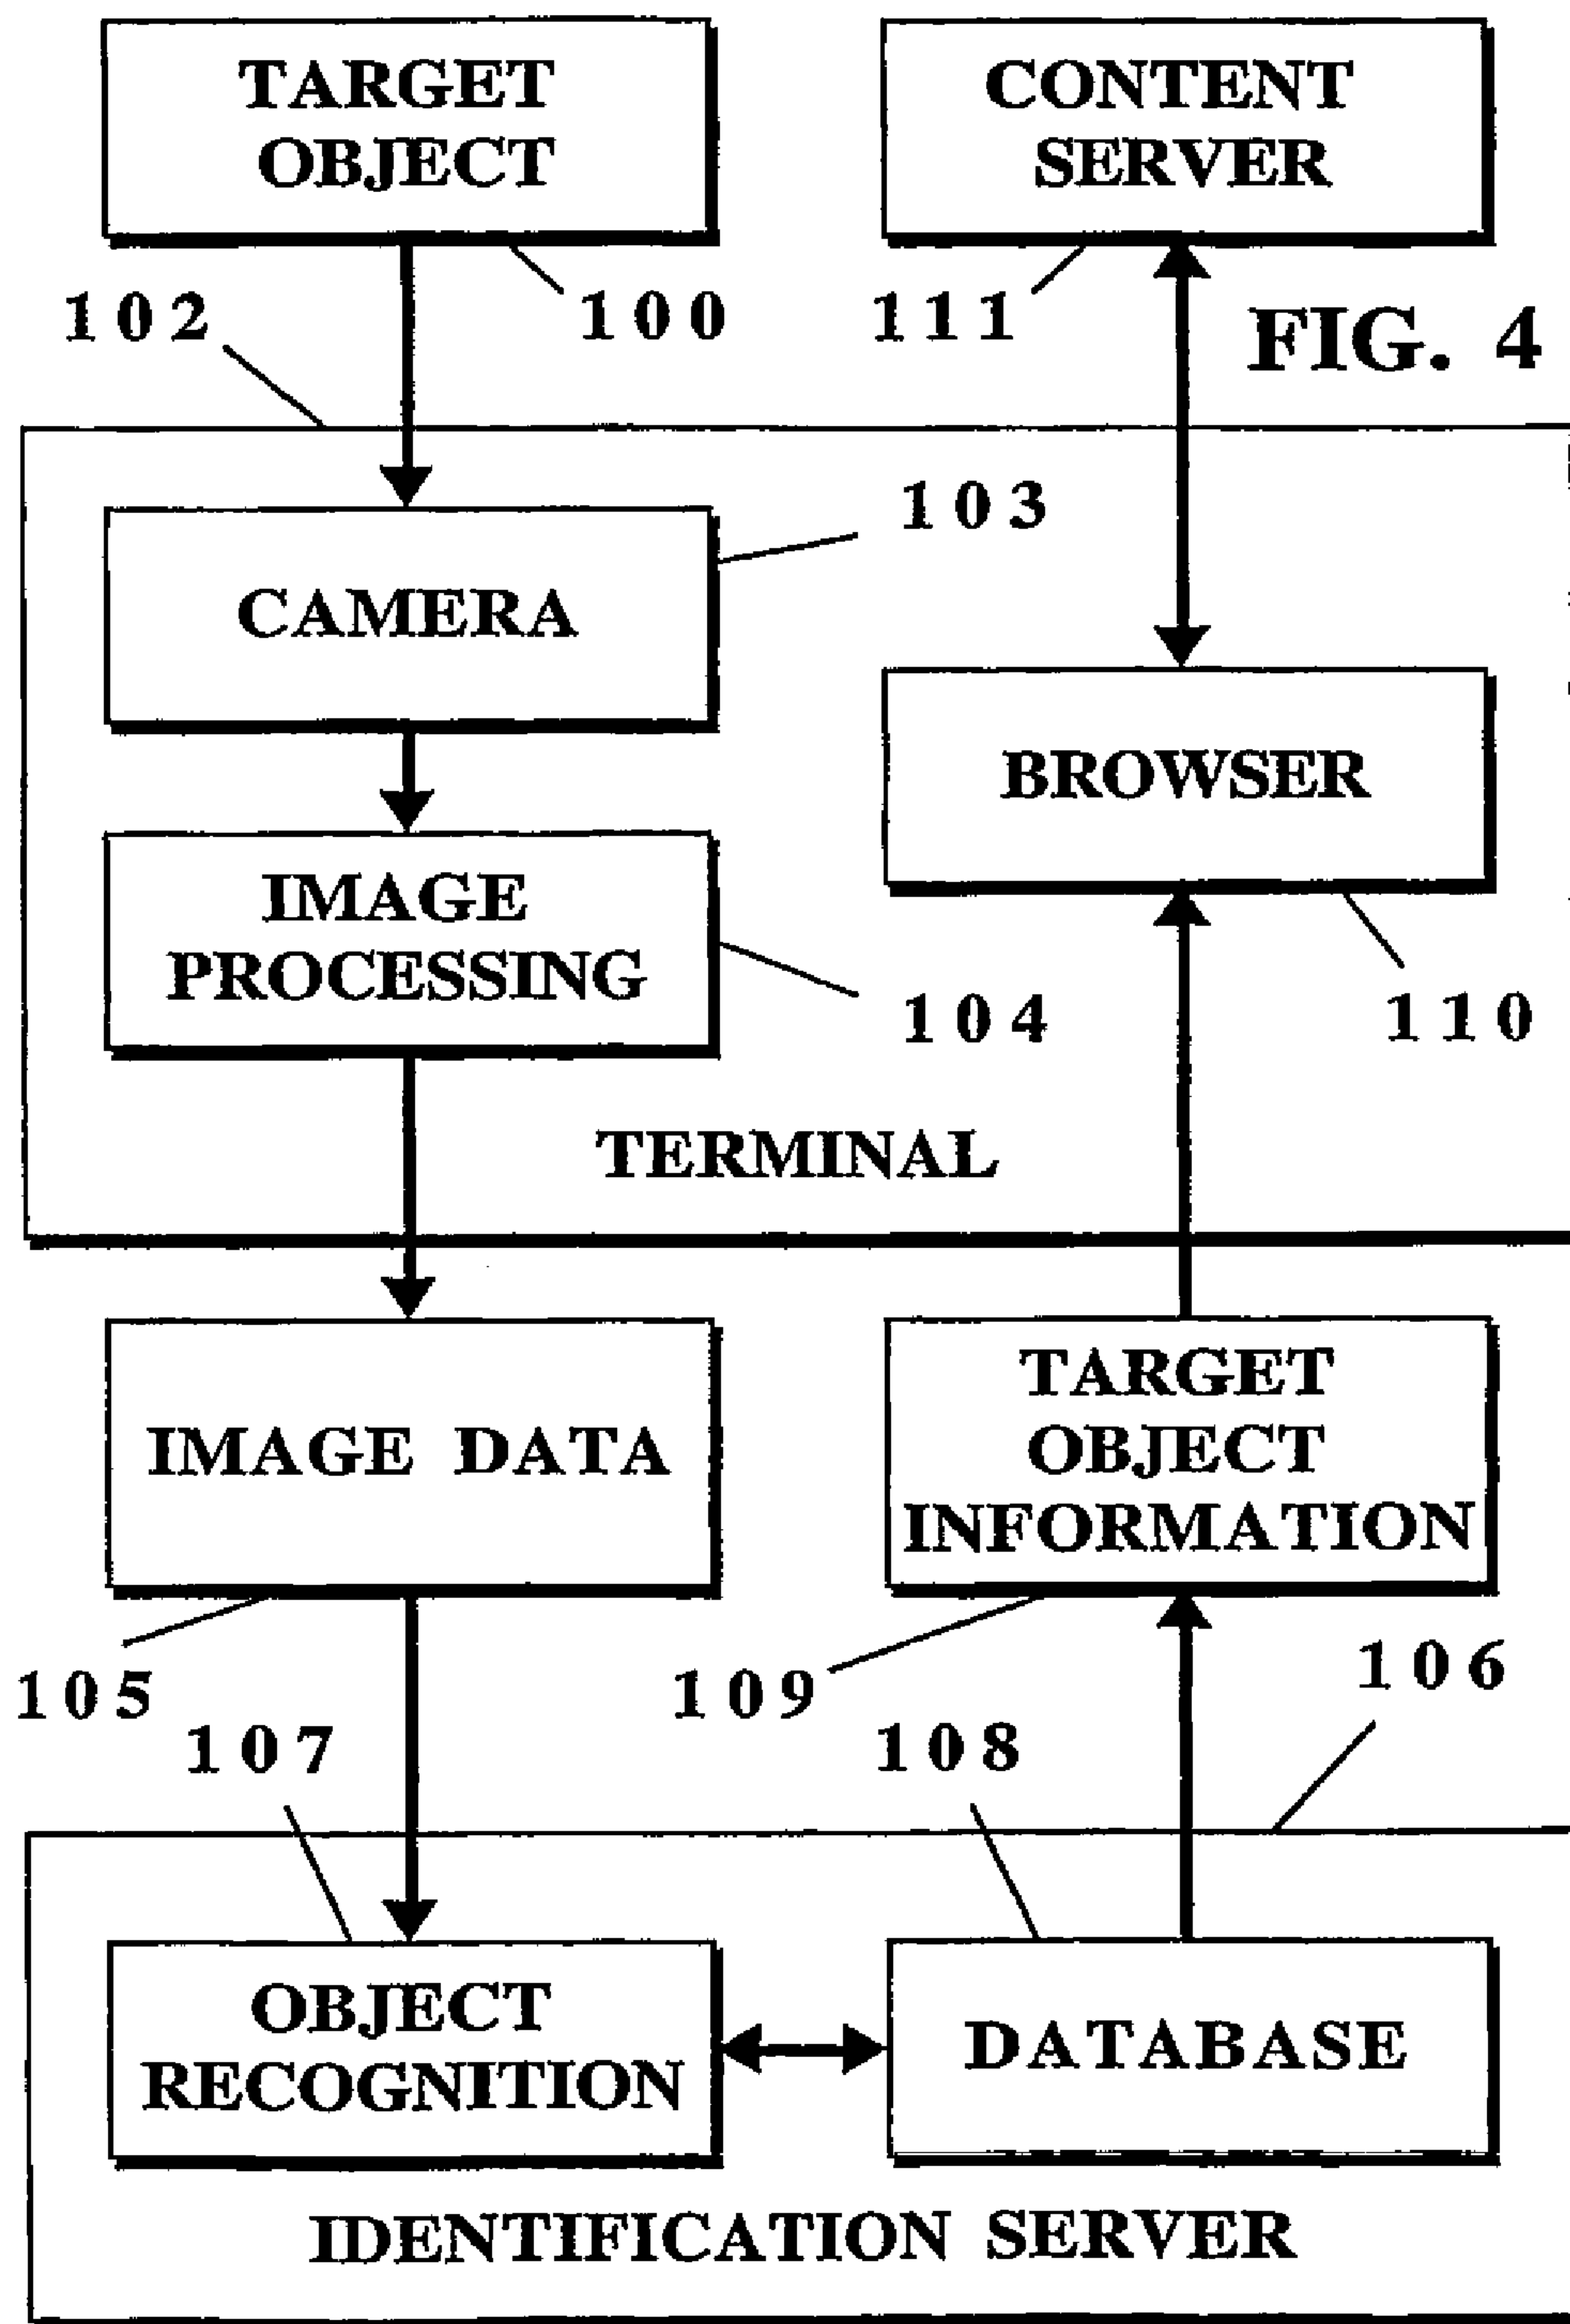 TARGET
OBJECT
CONTENT
SERVER
102
100
111
FIG. 4
103
CAMERA
BROWSER
IMAGE
PROCESSING
104
110
TERMINAL
IMAGE DATA
TARGET
OBJECT
INFORMATION
105
109
106
107
108
OBJECT
RECOGNITION
DATABASE
IDENTIFICATION SERVER